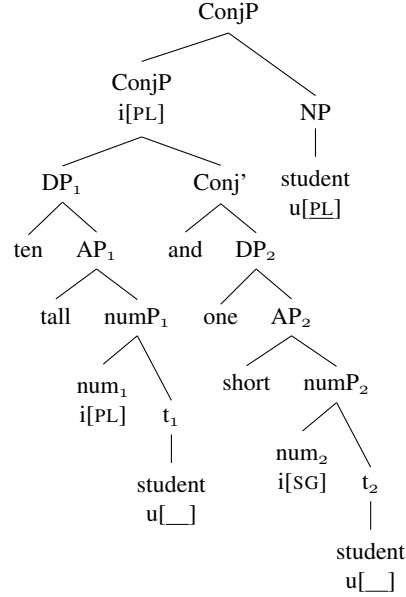 ConjP
ConjP
i[PL]
NP
student
u[PL]
DP₁
Conj’
ten
AP₁
and
DP₂
tall
numP₁
one
AP₂
num₁
i[PL]
t₁
short
numP₂
student
u[__]
num₂
i[SG]
t₂
student
u[__]